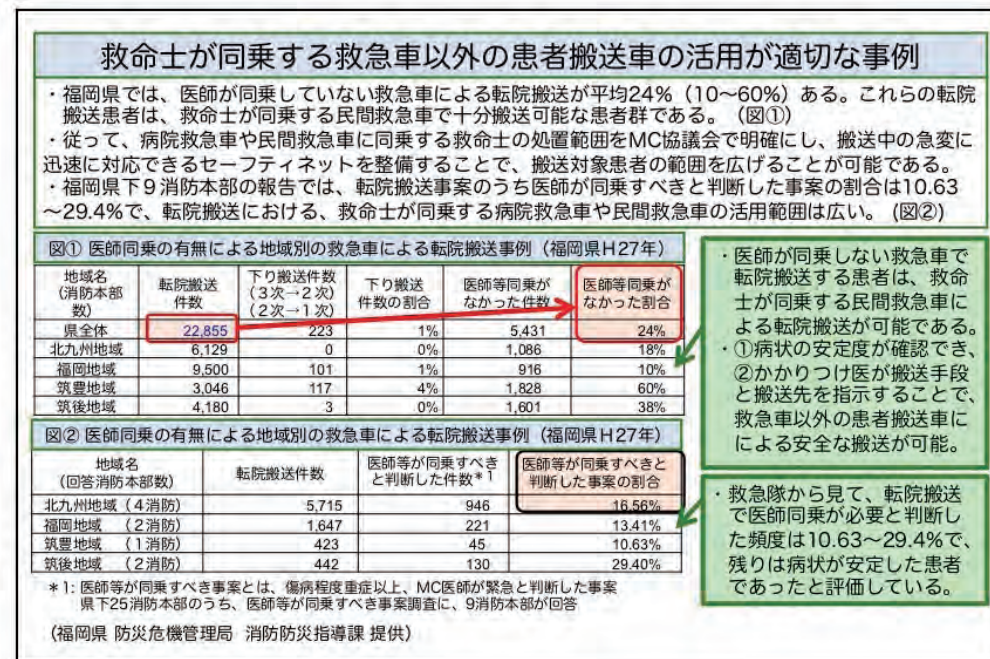 救命士が同乗する救急車以外の患者搬送車の活用が適切な事例
・福岡県では、医師が同乗していない救急車による転院搬送が平均24%（10～60%）ある。これらの転院
搬送患者は、救命士が同乗する民間救急車で十分搬送可能な患者群である。（図①）
・従って、病院救急車や民間救急車に同乗する救命士の処置範囲をMC協議会で明確にし、搬送中の急変に
迅速に対応できるセーフティネットを整備することで、搬送対象患者の範囲を広げることが可能である。
・福岡県下9消防本部の報告では、転院搬送事案のうち医師が同乗すべきと判断した事案の割合は10.63
～29.4%で、転院搬送における、救命士が同乗する病院救急車や民間救急車の活用範囲は広い。(図②)
図① 医師同乗の有無による地域別の救急車による転院搬送事例（福岡県H27年）
地域名（消防本部数） 転院搬送件数 下り搬送件数（3次→2次）（2次→1次） 下り搬送件数の割合 医師等同乗がなかった件数 医師等同乗がなかった割合
県全体 22,855 223 1% 5,431 24%
北九州地域 6,129 0 0% 1,086 18%
福岡地域 9,500 101 1% 916 10%
筑豊地域 3,046 117 4% 1,828 60%
筑後地域 4,180 3 0% 1,601 38%
図② 医師同乗の有無による地域別の救急車による転院搬送事例（福岡県H27年）
地域名（回答消防本部数） 転院搬送件数 医師等が同乗すべきと判断した件数＊1 医師等が同乗すべきと判断した事案の割合
北九州地域（4消防） 5,715 946 16.56%
福岡地域（2消防） 1,647 221 13.41%
筑豊地域（1消防） 423 45 10.63%
筑後地域（2消防） 442 130 29.40%
＊1: 医師等が同乗すべき事案とは、傷病程度重症以上、MC医師が緊急と判断した事案
県下25消防本部のうち、医師等が同乗すべき事案調査に、9消防本部が回答
（福岡県 防災危機管理局 消防防災指導課 提供）
・医師が同乗しない救急車で
転院搬送する患者は、救命
士が同乗する民間救急車に
よる転院搬送が可能である。
・①病状の安定度が確認でき、
②かかりつけ医が搬送手段
と搬送先を指示することで、
救急車以外の患者搬送車に
による安全な搬送が可能。
・救急隊から見て、転院搬送
で医師同乗が必要と判断し
た頻度は10.63～29.4%で、
残りは病状が安定した患者
であったと評価している。